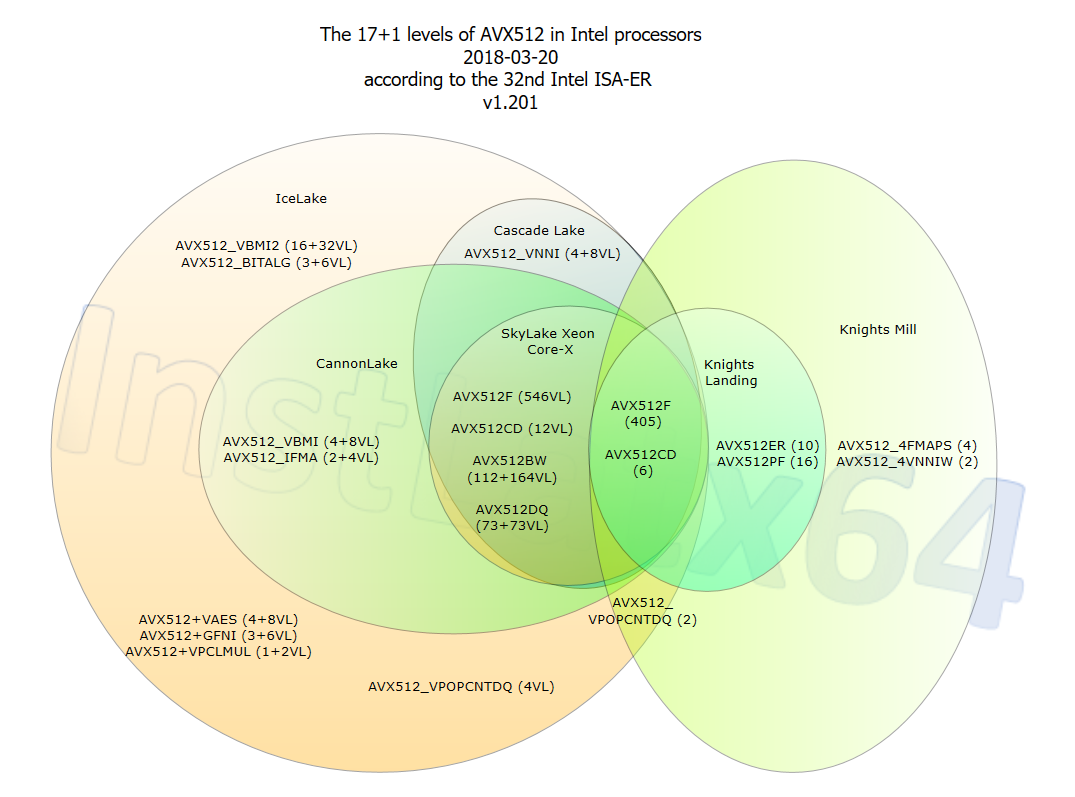 The 17+1 levels of AVX512 in Intel processors
2018-03-20
according to the 32nd Intel ISA-ER
v1.201
IceLake
AVX512_VBMI2 (16+32VL)
AVX512_BITALG (3+6VL)
Cascade Lake
AVX512_VNNI (4+8VL)
SkyLake Xeon
Core-X
CannonLake
Knights
Landing
Knights Mill
AVX512F (546VL)
AVX512CD (12VL)
AVX512BW
(112+164VL)
AVX512DQ
(73+73VL)
AVX512F
(405)
AVX512CD
(6)
AVX512_VBMI (4+8VL)
AVX512_IFMA (2+4VL)
AVX512ER (10)
AVX512PF (16)
AVX512_4FMAPS (4)
AVX512_4VNNIW (2)
AVX512_
VPOPCNTDQ (2)
AVX512+VAES (4+8VL)
AVX512+GFNI (3+6VL)
AVX512+VPCLMUL (1+2VL)
AVX512_VPOPCNTDQ (4VL)